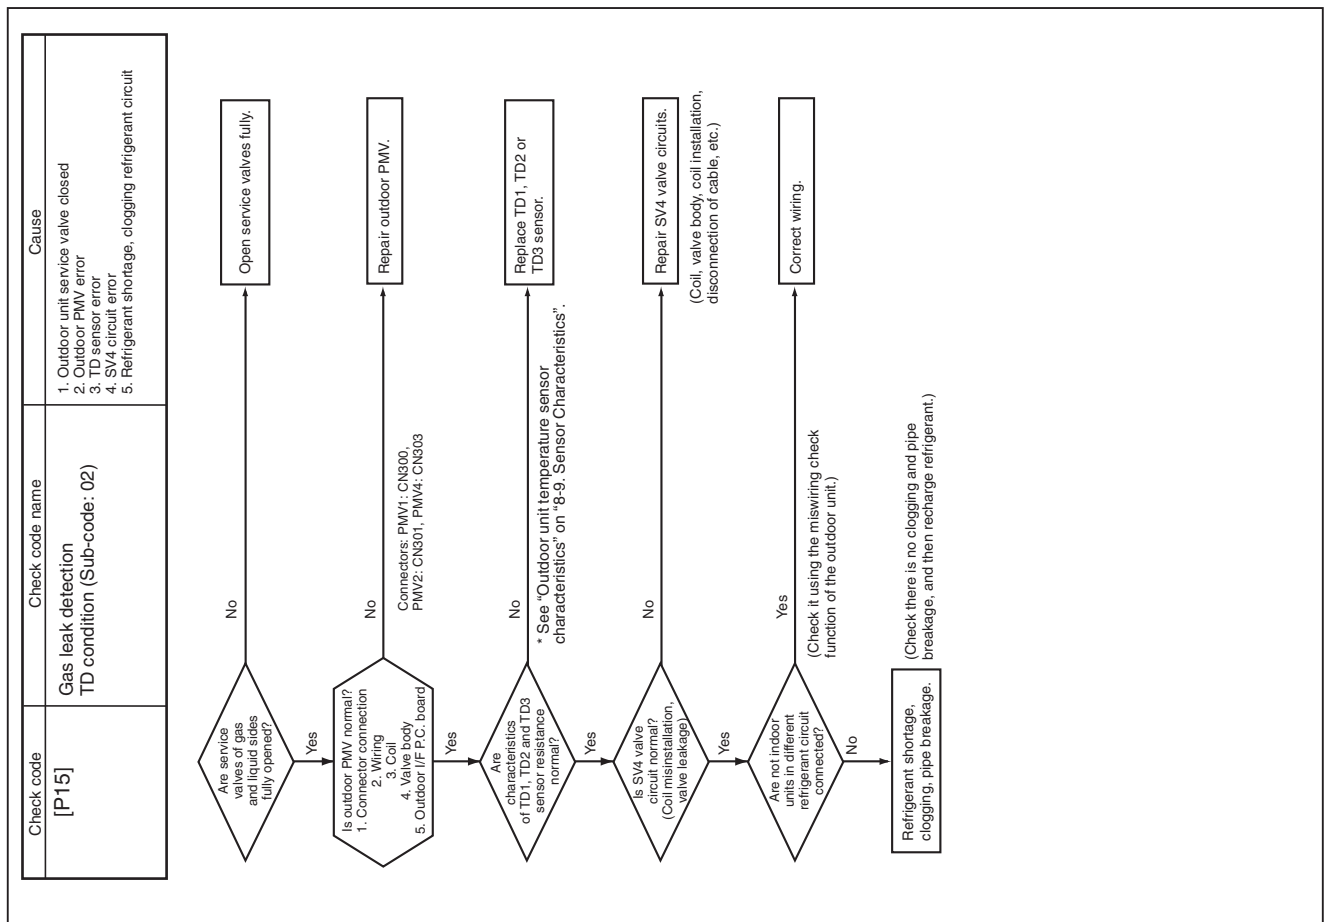 Check code
Check code name
Cause
[P15]
Gas leak detection
TD condition (Sub-code: 02)
1. Outdoor unit service valve closed
2. Outdoor PMV error
3. TD sensor error
4. SV4 circuit error
5. Refrigerant shortage, clogging refrigerant circuit
Are service
valves of gas
and liquid sides
fully opened?
No
Open service valves fully.
Yes
Is outdoor PMV normal?
1. Connector connection
2. Wiring
3. Coil
4. Valve body
5. Outdoor I/F P.C. board
No
Repair outdoor PMV.
Connectors: PMV1: CN300,
PMV2: CN301, PMV4: CN303
Yes
Are
characteristics
of TD1, TD2 and TD3
sensor resistance
normal?
No
Replace TD1, TD2 or
TD3 sensor.
* See “Outdoor unit temperature sensor
characteristics” on “8-9. Sensor Characteristics”.
Yes
Is SV4 valve
circuit normal?
(Coil misinstallation,
valve leakage)
No
Repair SV4 valve circuits.
(Coil, valve body, coil installation,
disconnection of cable, etc.)
Yes
Are not indoor
units in different
refrigerant circuit
connected?
Yes
Correct wiring.
(Check it using the miswiring check
function of the outdoor unit.)
No
Refrigerant shortage,
clogging, pipe breakage.
(Check there is no clogging and pipe
breakage, and then recharge refrigerant.)